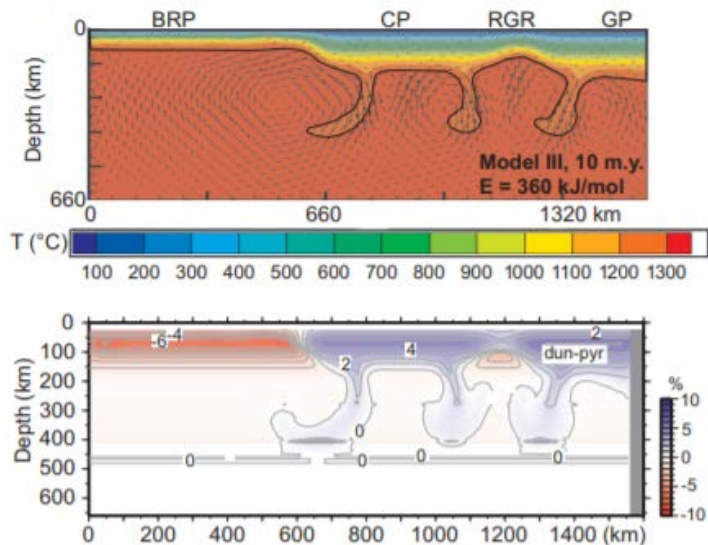 BRP CP RGR GP
0
Depth (km)
Model III, 10 m.y.
E = 360 kJ/mol
660
0 660 1320 km
T (°C)
100 200 300 400 500 600 700 800 900 1000 1100 1200 1300
0
100
200
300
400
500
600
Depth (km)
-6 -4 2 4 2
dun-pyr
0 0
0 0 0 0
%
10
5
0
-5
-10
0 200 400 600 800 1000 1200 1400 (km)